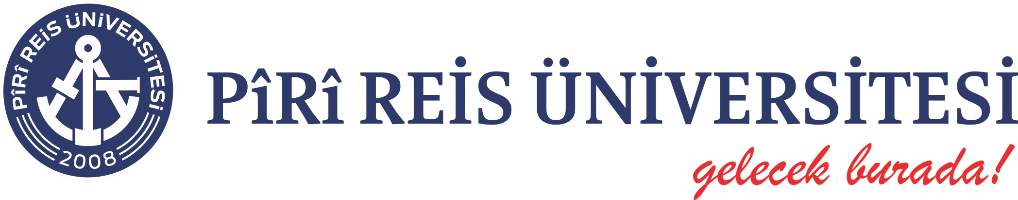 PÎRÎ REİS ÜNİVERSİTESİ
2008
PÎRÎ REİS ÜNİVERSİTESİ
gelecek burada!